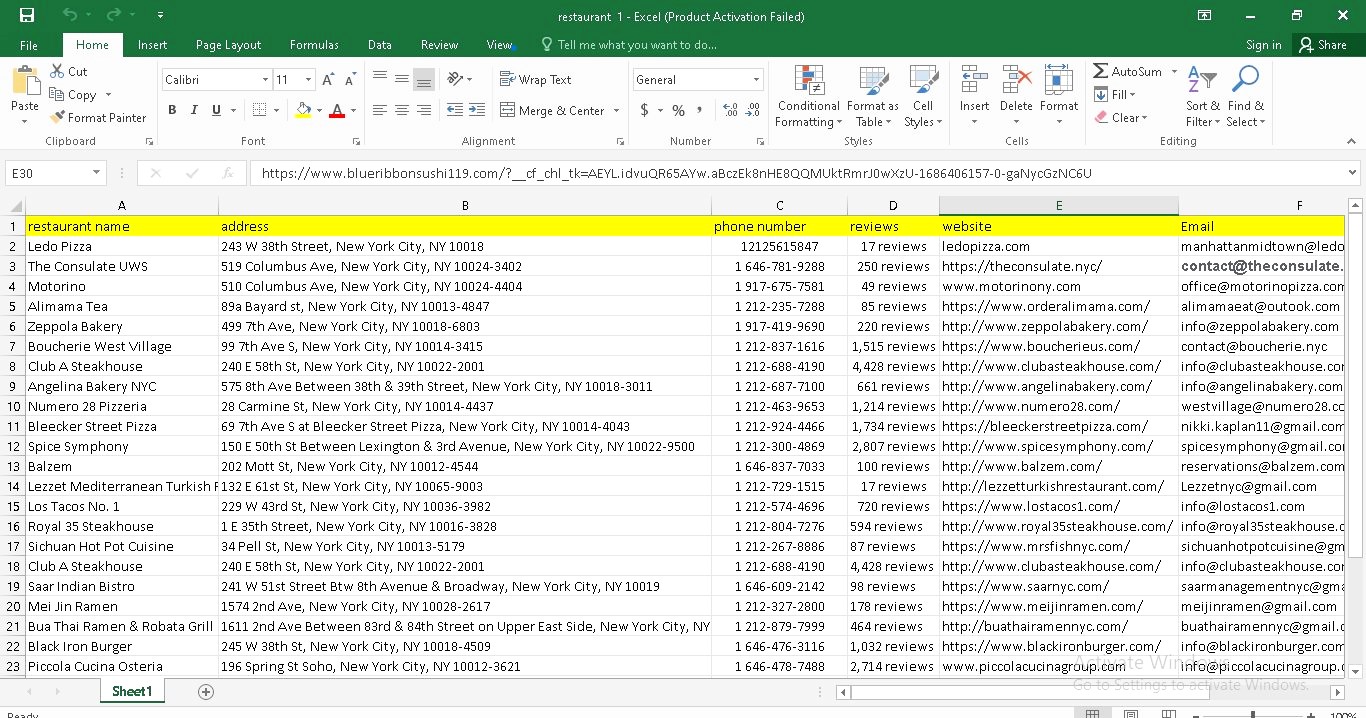 restaurant 1 - Excel (Product Activation Failed)
File Home Insert Page Layout Formulas Data Review View Tell me what you want to do... Sign in Share
Paste Cut Copy Format Painter Calibri 11 B I U Wrap Text Merge & Center General $ % , Conditional Formatting Format as Table Cell Styles Insert Delete Format AutoSum Fill Clear Sort & Filter Find & Select
Clipboard Font Alignment Number Styles Cells Editing
E30 fx https://www.blueribbonsushi119.com/?__cf_chl_tk=AEYL.idvuQR65AYw.aBczEk8nHE8QQMUktRmrJ0wXzU-1686406157-0-gaNycGzNC6U
A B C D E F
1 restaurant name address phone number reviews website Email
2 Ledo Pizza 243 W 38th Street, New York City, NY 10018 12125615847 17 reviews ledopizza.com manhattanmidtown@ledo
3 The Consulate UWS 519 Columbus Ave, New York City, NY 10024-3402 1 646-781-9288 250 reviews https://theconsulate.nyc/ contact@theconsulate.
4 Motorino 510 Columbus Ave, New York City, NY 10024-4404 1 917-675-7581 49 reviews www.motorinony.com office@motorinopizza.com
5 Alimama Tea 89a Bayard st, New York City, NY 10013-4847 1 212-235-7288 85 reviews https://www.orderalimama.com/ alimamaeat@outook.com
6 Zeppola Bakery 499 7th Ave, New York City, NY 10018-6803 1 917-419-9690 220 reviews http://www.zeppolabakery.com/ info@zeppolabakery.com
7 Boucherie West Village 99 7th Ave S, New York City, NY 10014-3415 1 212-837-1616 1,515 reviews https://www.boucherieus.com/ contact@boucherie.nyc
8 Club A Steakhouse 240 E 58th St, New York City, NY 10022-2001 1 212-688-4190 4,428 reviews http://www.clubasteakhouse.com/ info@clubasteakhouse.com
9 Angelina Bakery NYC 575 8th Ave Between 38th & 39th Street, New York City, NY 10018-3011 1 212-687-7100 661 reviews http://www.angelinabakery.com/ info@angelinabakery.com
10 Numero 28 Pizzeria 28 Carmine St, New York City, NY 10014-4437 1 212-463-9653 1,214 reviews http://www.numero28.com/ westvillage@numero28.co
11 Bleecker Street Pizza 69 7th Ave S at Bleecker Street Pizza, New York City, NY 10014-4043 1 212-924-4466 1,734 reviews https://bleeckerstreetpizza.com/ nikki.kaplan11@gmail.com
12 Spice Symphony 150 E 50th St Between Lexington & 3rd Avenue, New York City, NY 10022-9500 1 212-300-4869 2,807 reviews http://www.spicesymphony.com/ spicesymphony@gmail.com
13 Balzem 202 Mott St, New York City, NY 10012-4544 1 646-837-7033 100 reviews http://www.balzem.com/ reservations@balzem.com
14 Lezzet Mediterranean Turkish R 132 E 61st St, New York City, NY 10065-9003 1 212-729-1515 17 reviews http://lezzetturkishrestaurant.com/ Lezzetnyc@gmail.com
15 Los Tacos No. 1 229 W 43rd St, New York City, NY 10036-3982 1 212-574-4696 720 reviews https://www.lostacos1.com/ info@lostacos1.com
16 Royal 35 Steakhouse 1 E 35th Street, New York City, NY 10016-3828 1 212-804-7276 594 reviews http://www.royal35steakhouse.com/ info@royal35steakhouse.c
17 Sichuan Hot Pot Cuisine 34 Pell St, New York City, NY 10013-5179 1 212-267-8886 87 reviews https://www.mrsfishnyc.com/ sichuanhotpotcuisine@gm
18 Club A Steakhouse 240 E 58th St, New York City, NY 10022-2001 1 212-688-4190 4,428 reviews http://www.clubasteakhouse.com/ info@clubasteakhouse.com
19 Saar Indian Bistro 241 W 51st Street Btw 8th Avenue & Broadway, New York City, NY 10019 1 646-609-2142 98 reviews https://www.saarnyc.com/ saarmanagementnyc@gma
20 Mei Jin Ramen 1574 2nd Ave, New York City, NY 10028-2617 1 212-327-2800 178 reviews https://www.meijinramen.com/ meijinramen@gmail.com
21 Bua Thai Ramen & Robata Grill 1611 2nd Ave Between 83rd & 84th Street on Upper East Side, New York City, NY 1 212-879-7999 464 reviews http://buathairamennyc.com/ buathairamennyc@gmail.c
22 Black Iron Burger 245 W 38th St, New York City, NY 10018-4509 1 646-476-3116 1,032 reviews https://www.blackironburger.com/ info@blackironburger.com
23 Piccola Cucina Osteria 196 Spring St Soho, New York City, NY 10012-3621 1 646-478-7488 2,714 reviews www.piccolacucinagroup.com info@piccolacucinagroup.c
Activate Windows
Go to Settings to activate Windows.
Sheet1
Ready 100%